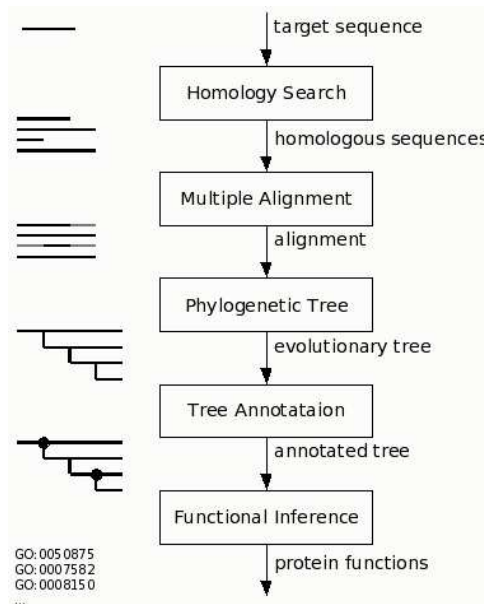 target sequence
Homology Search
homologous sequences
Multiple Alignment
alignment
Phylogenetic Tree
evolutionary tree
Tree Annotataion
annotated tree
Functional Inference
protein functions
GO:0050875
GO:0007582
GO:0008150
...